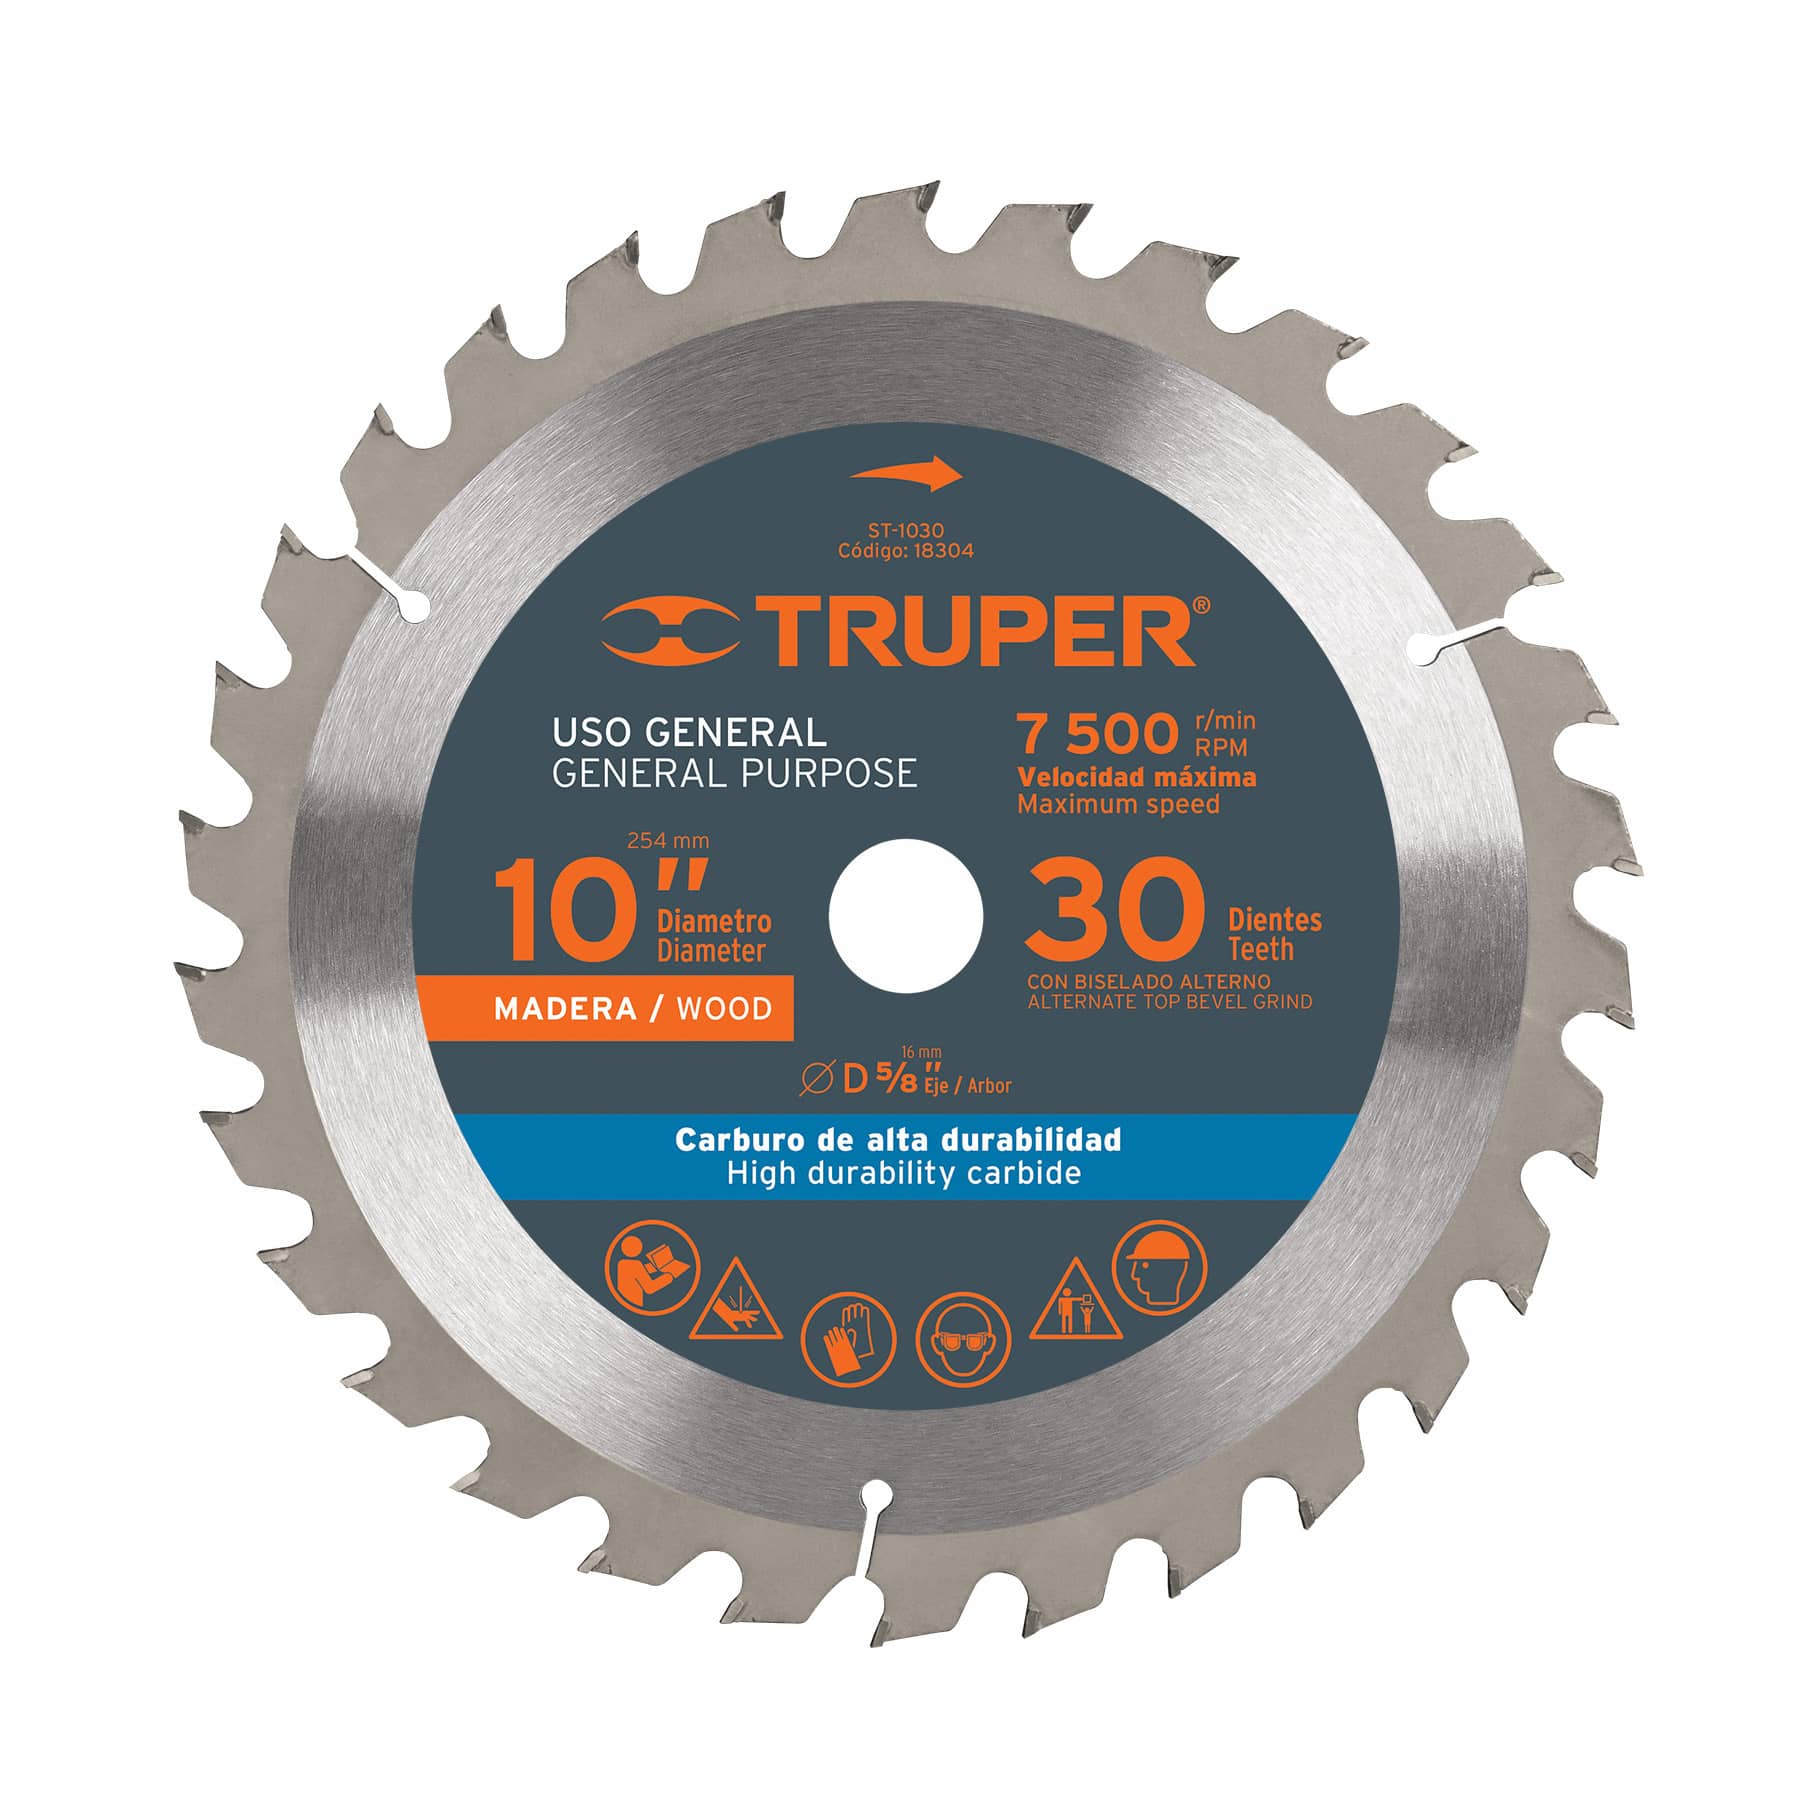 ST-1030
Código: 18304
TRUPER®
USO GENERAL
GENERAL PURPOSE
7 500 r/min
RPM
Velocidad máxima
Maximum speed
254 mm
10"
Diametro
Diameter
30 Dientes
Teeth
CON BISELADO ALTERNO
ALTERNATE TOP BEVEL GRIND
MADERA / WOOD
16 mm
Ø D 5/8" Eje / Arbor
Carburo de alta durabilidad
High durability carbide